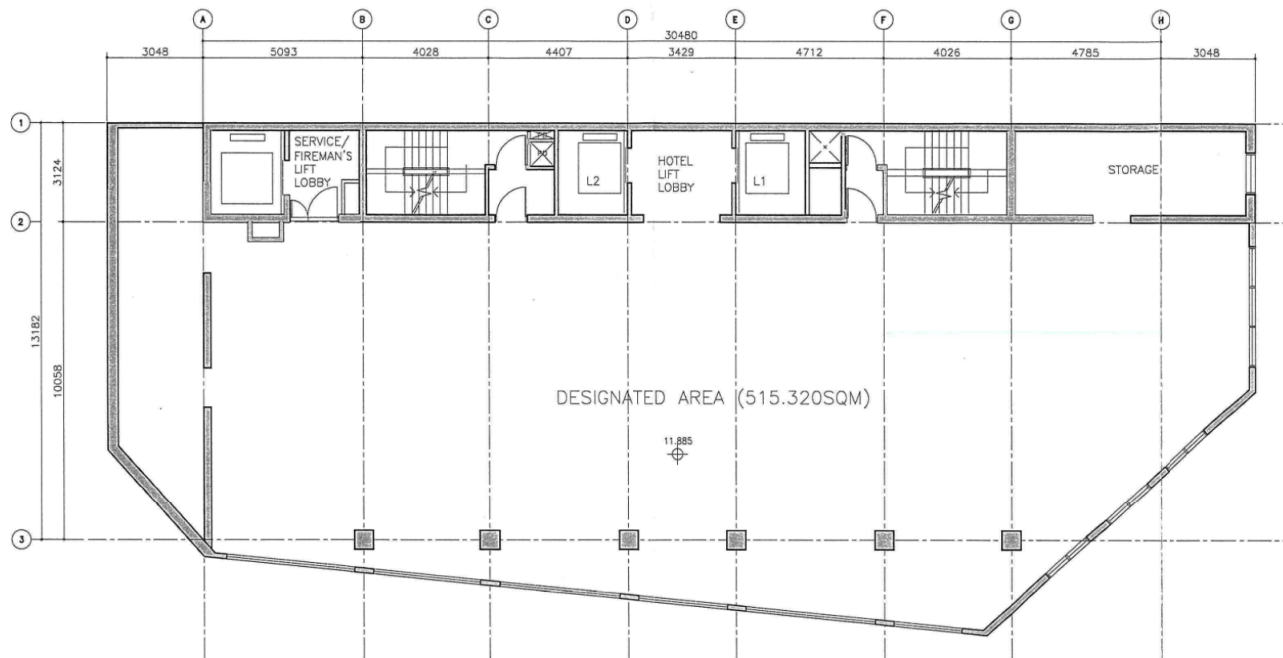 A B C D E F G H
30480
3048 5093 4028 4407 3429 4712 4026 4785 3048
1
SERVICE/
FIREMAN'S
LIFT
LOBBY
HOTEL
LIFT
LOBBY
STORAGE
L2
L1
3124
2
13182
10058
DESIGNATED AREA (515.320SQM)
11.885
3